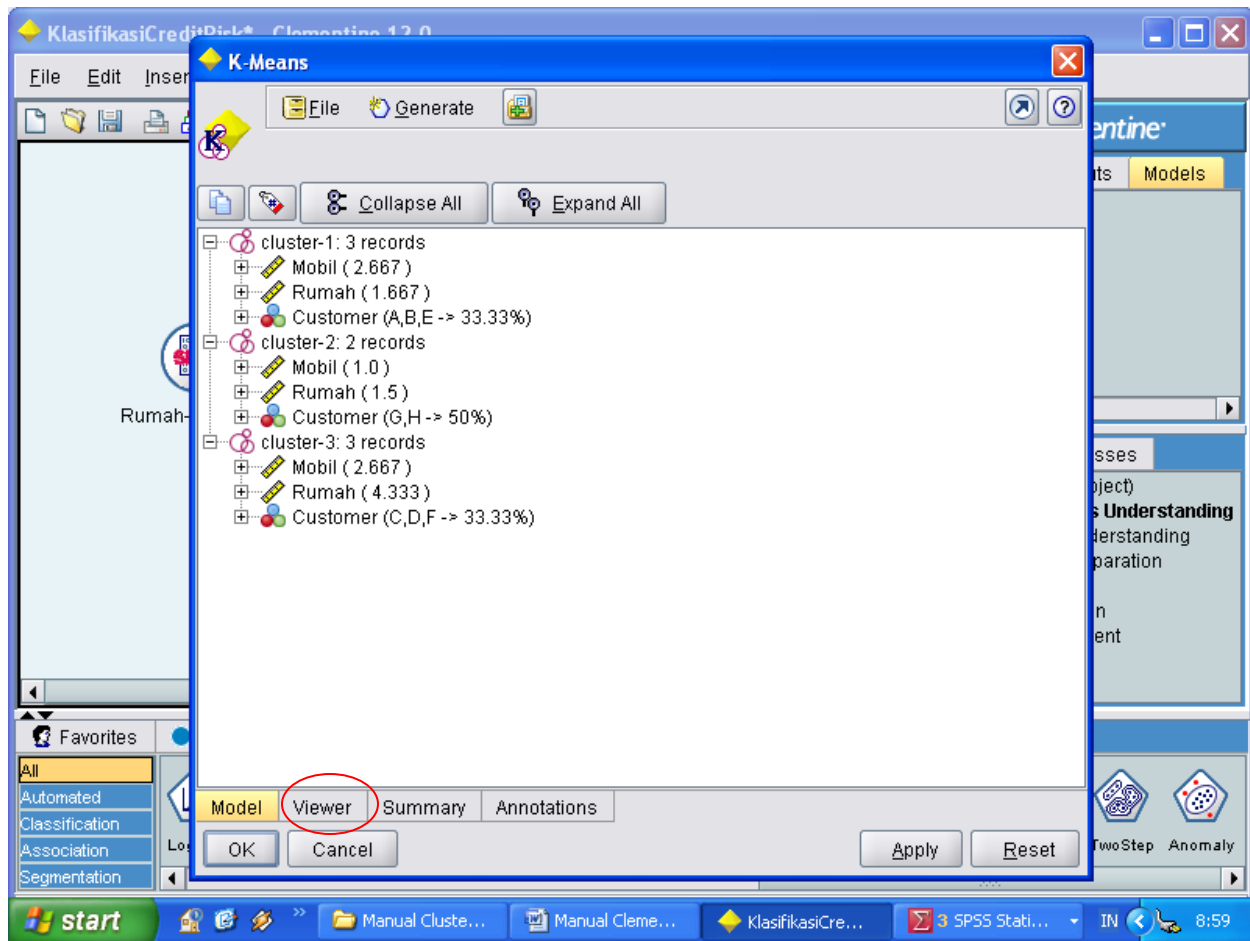 KlasifikasiCreditRisk* - Clementine 12.0
K-Means
File Edit Inser
File Generate
entine
Models
Collapse All Expand All
cluster-1: 3 records
Mobil ( 2.667 )
Rumah ( 1.667 )
Customer (A,B,E -> 33.33%)
cluster-2: 2 records
Mobil ( 1.0 )
Rumah ( 1.5 )
Customer (G,H -> 50%)
cluster-3: 3 records
Mobil ( 2.667 )
Rumah ( 4.333 )
Customer (C,D,F -> 33.33%)
Rumah-
sses
oject)
s Understanding
derstanding
paration
n
ent
Favorites
All
Automated
Classification
Association
Segmentation
Model Viewer Summary Annotations
OK Cancel Apply Reset
TwoStep Anomaly
start
Manual Cluste... Manual Cleme... KlasifikasiCre... 3 SPSS Stati... IN 8:59